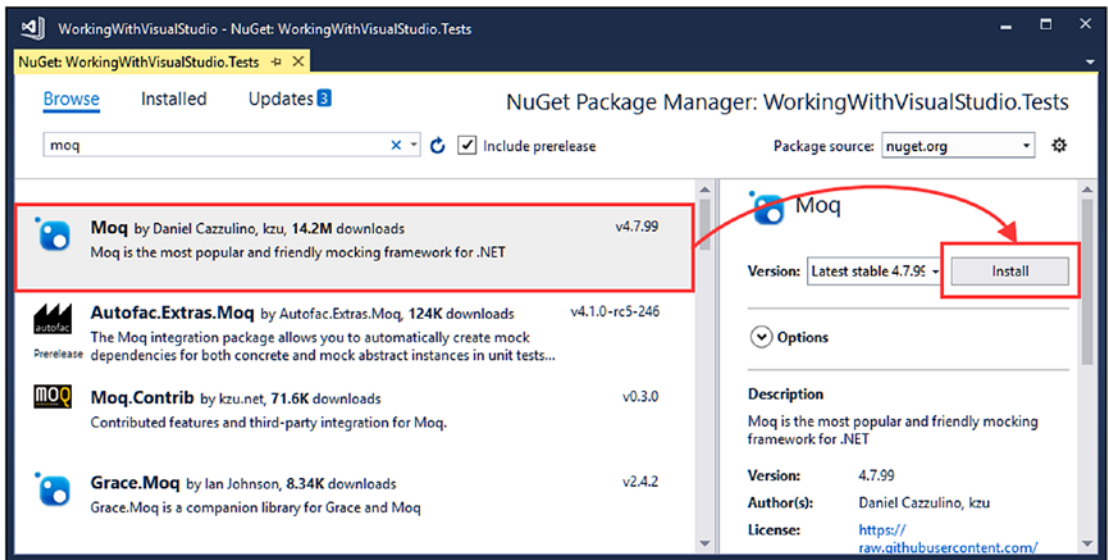 WorkingWithVisualStudio - NuGet: WorkingWithVisualStudio.Tests
NuGet: WorkingWithVisualStudio.Tests
Browse Installed Updates 3
NuGet Package Manager: WorkingWithVisualStudio.Tests
moq
Include prerelease
Package source: nuget.org
Moq by Daniel Cazzulino, kzu, 14.2M downloads v4.7.99
Moq is the most popular and friendly mocking framework for .NET
autofac
Prerelease
Autofac.Extras.Moq by Autofac.Extras.Moq, 124K downloads v4.1.0-rc5-246
The Moq integration package allows you to automatically create mock
dependencies for both concrete and mock abstract instances in unit tests...
MOQ
Moq.Contrib by kzu.net, 71.6K downloads v0.3.0
Contributed features and third-party integration for Moq.
Grace.Moq by Ian Johnson, 8.34K downloads v2.4.2
Grace.Moq is a companion library for Grace and Moq
Moq
Version: Latest stable 4.7.99 Install
Options
Description
Moq is the most popular and friendly mocking
framework for .NET
Version: 4.7.99
Author(s): Daniel Cazzulino, kzu
License: https://
raw.githubusercontent.com/